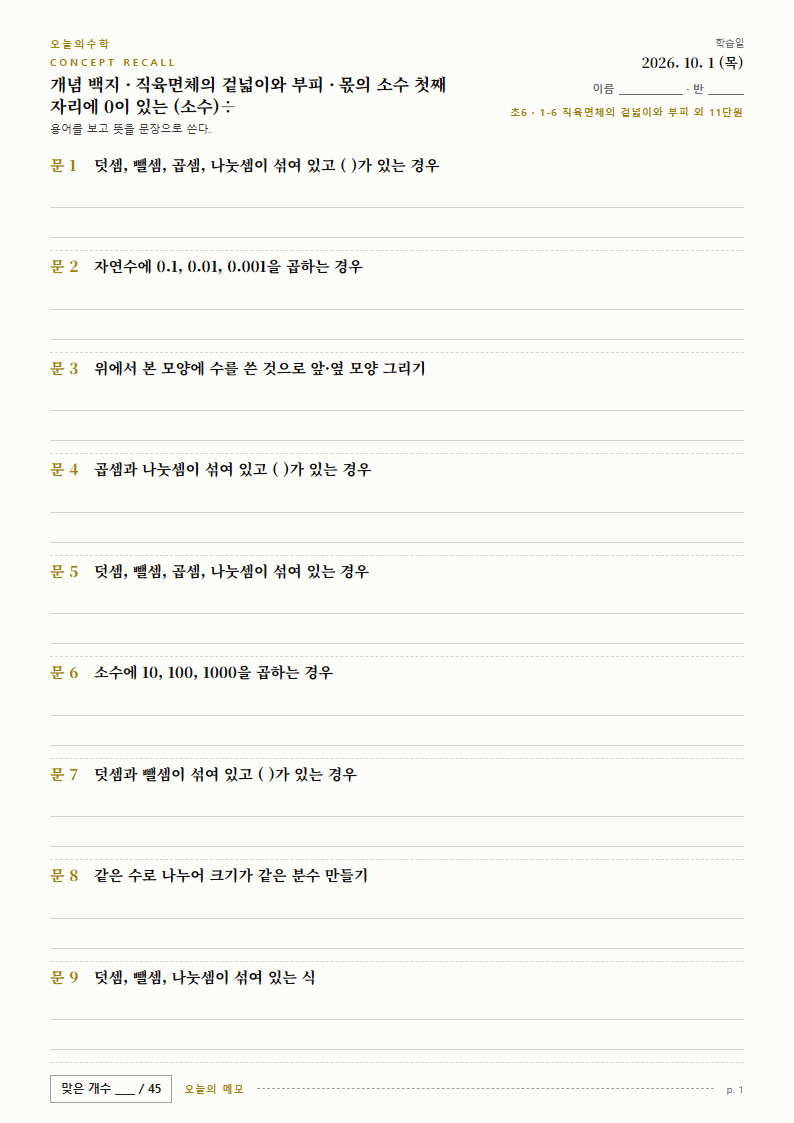 오늘의수학
CONCEPT RECALL
개념 백지 · 직육면체의 겉넓이와 부피 · 몫의 소수 첫째
자리에 0이 있는 (소수)÷
용어를 보고 뜻을 문장으로 쓴다.
학습일
2026. 10. 1 (목)
이름 ________ · 반 ____
초6 · 1-6 직육면체의 겉넓이와 부피 외 11단원
문 1 덧셈, 뺄셈, 곱셈, 나눗셈이 섞여 있고 ( )가 있는 경우
문 2 자연수에 0.1, 0.01, 0.001을 곱하는 경우
문 3 위에서 본 모양에 수를 쓴 것으로 앞·옆 모양 그리기
문 4 곱셈과 나눗셈이 섞여 있고 ( )가 있는 경우
문 5 덧셈, 뺄셈, 곱셈, 나눗셈이 섞여 있는 경우
문 6 소수에 10, 100, 1000을 곱하는 경우
문 7 덧셈과 뺄셈이 섞여 있고 ( )가 있는 경우
문 8 같은 수로 나누어 크기가 같은 분수 만들기
문 9 덧셈, 뺄셈, 나눗셈이 섞여 있는 식
맞은 개수 ___ / 45
오늘의 메모
p. 1